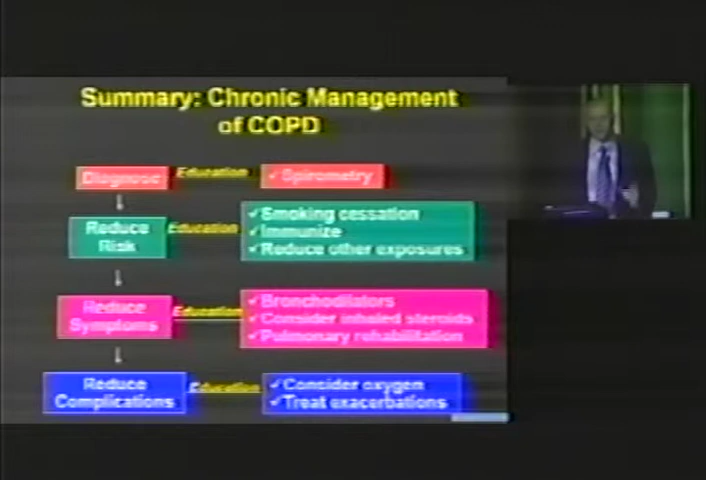 Summary: Chronic Management
of COPD
Diagnose
Education
✓Spirometry
Reduce
Risk
Education
✓Smoking cessation
✓Immunize
✓Reduce other exposures
Reduce
Symptoms
Education
✓Bronchodilators
✓Consider inhaled steroids
✓Pulmonary rehabilitation
Reduce
Complications
Education
✓Consider oxygen
✓Treat exacerbations